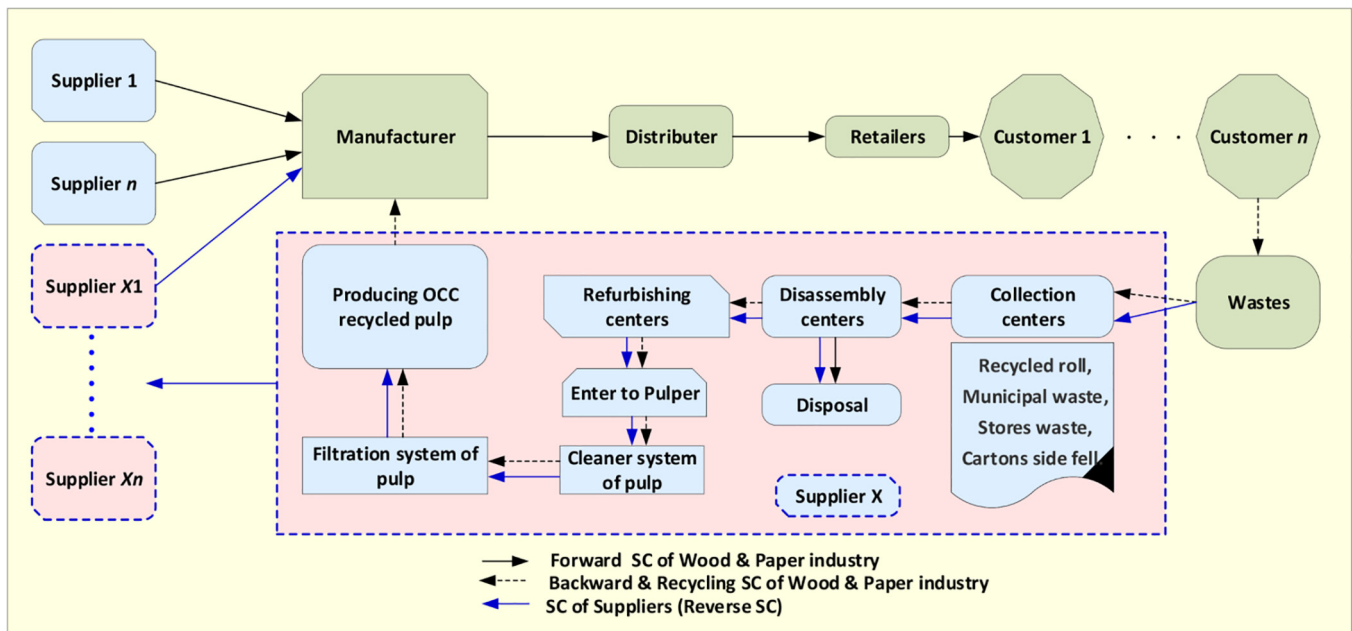 Supplier 1
Manufacturer
Distributer
Retailers
Customer 1
. . .
Customer n
Supplier n
Supplier X1
Supplier Xn
Producing OCC
recycled pulp
Refurbishing
centers
Disassembly
centers
Collection
centers
Wastes
Recycled roll,
Municipal waste,
Stores waste,
Cartons side fell.
Enter to Pulper
Disposal
Filtration system of
pulp
Cleaner system
of pulp
Supplier X
Forward SC of Wood & Paper industry
Backward & Recycling SC of Wood & Paper industry
SC of Suppliers (Reverse SC)